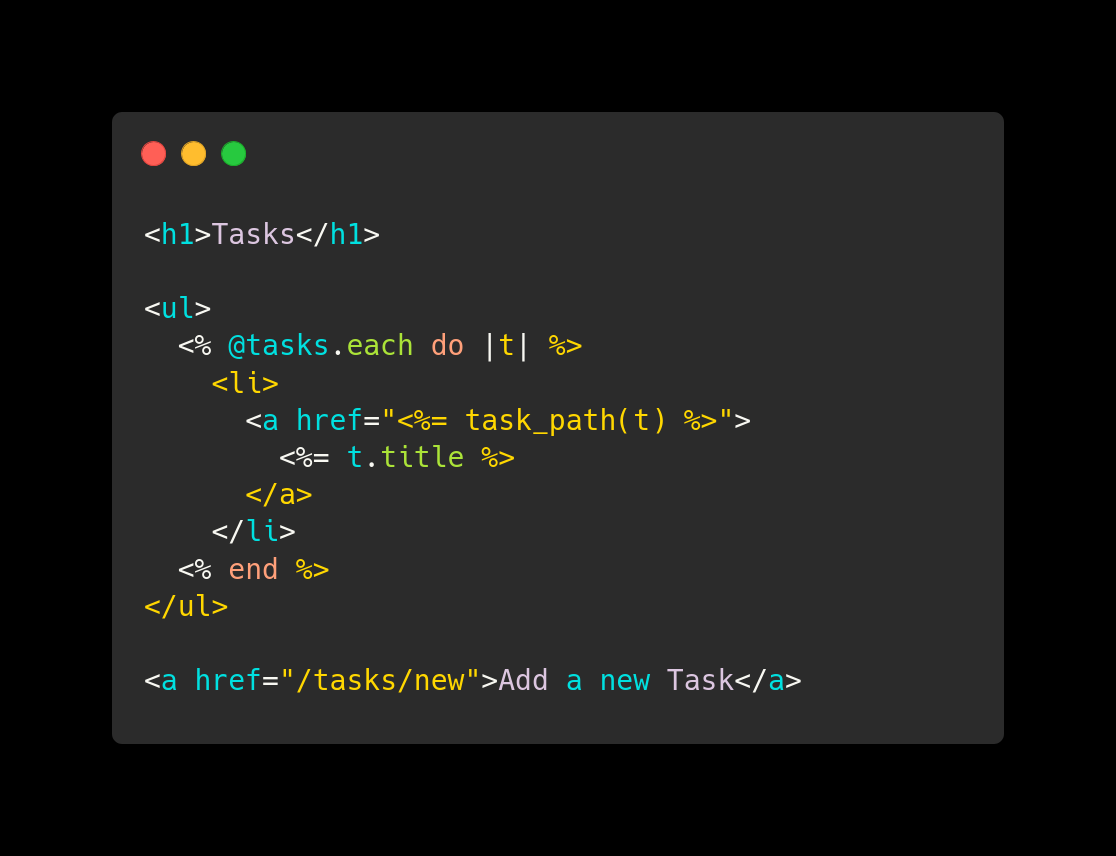 <h1>Tasks</h1>

<ul>
  <% @tasks.each do |t| %>
    <li>
      <a href="<%= task_path(t) %>">
        <%= t.title %>
      </a>
    </li>
  <% end %>
</ul>

<a href="/tasks/new">Add a new Task</a>